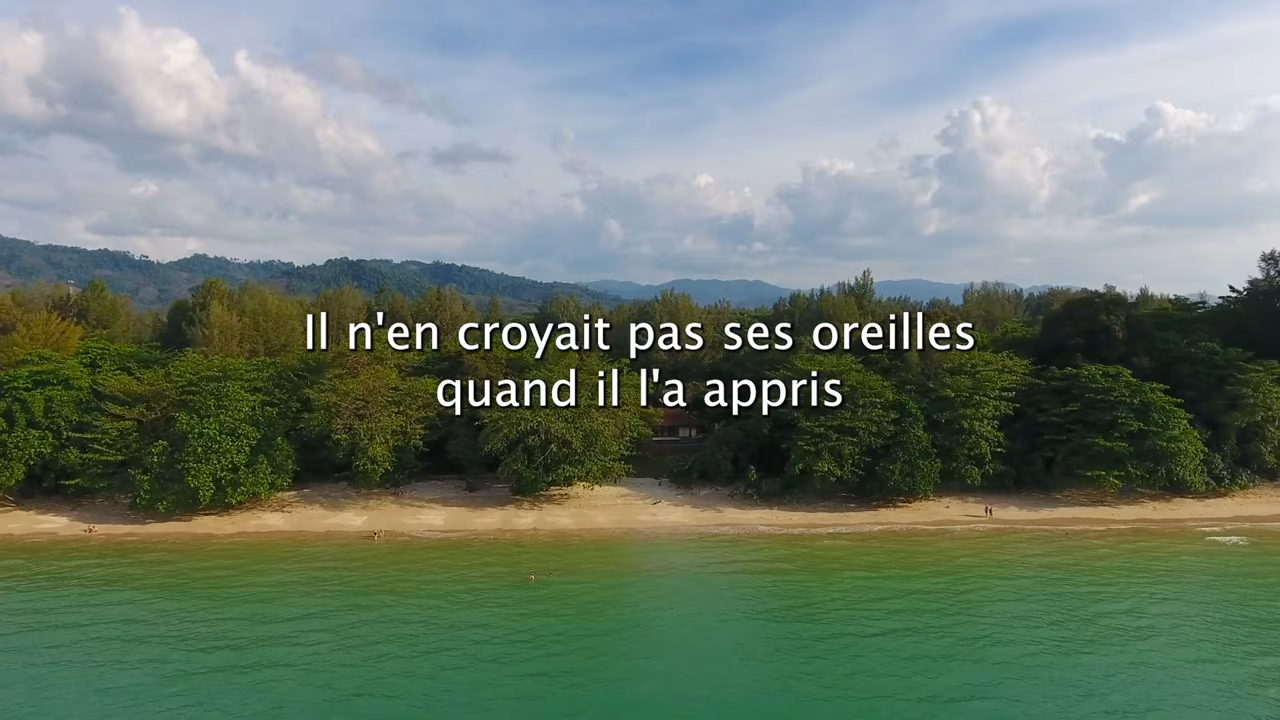 Il n'en croyait pas ses oreilles
quand il l'a appris